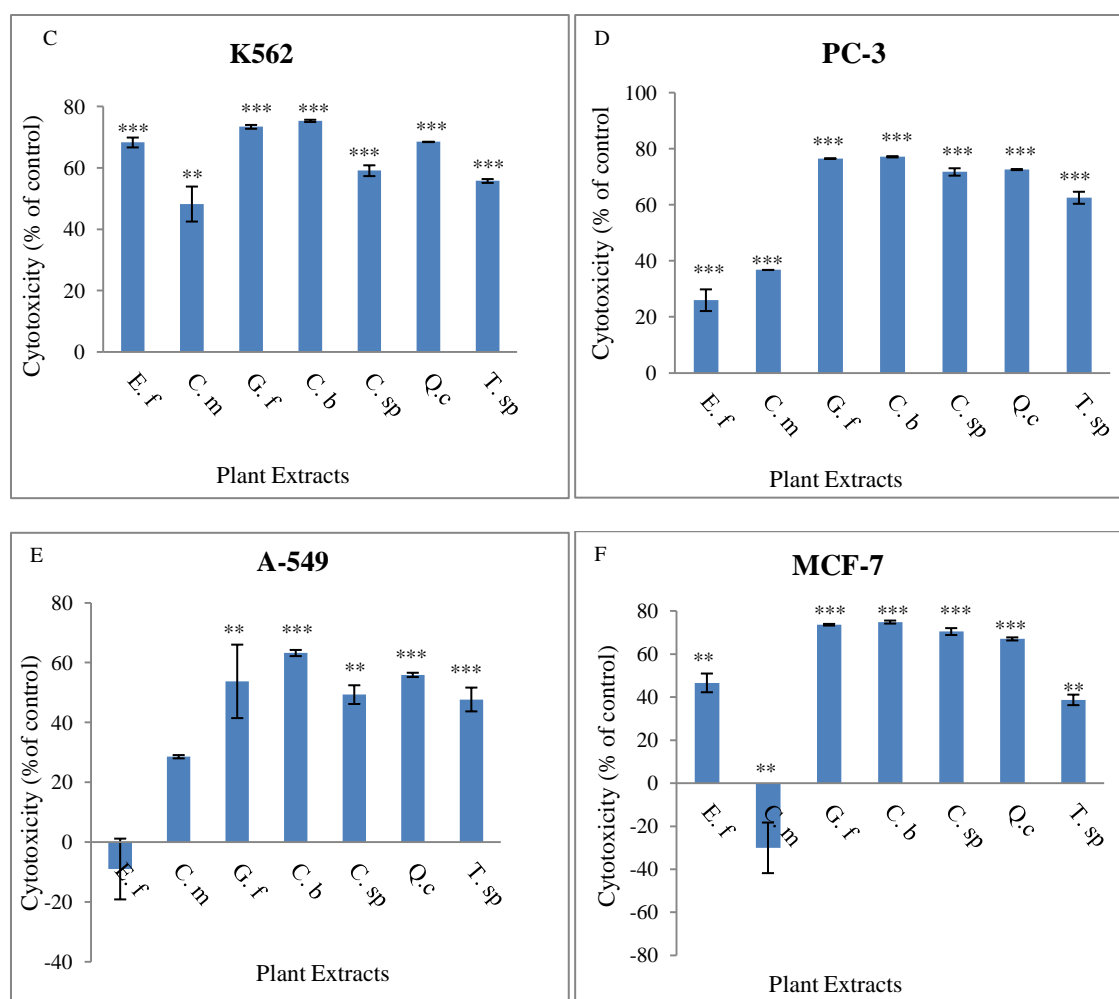 C
K562
Cytotoxicity (% of control)
80
60
40
20
0
***
**
***
***
***
***
***
E. f
C. m
G. f
C. b
C. sp
Q.c
T. sp
Plant Extracts
D
PC-3
Cytotoxicity (% of control)
100
80
60
40
20
0
***
***
***
***
***
***
***
E. f
C. m
G. f
C. b
C. sp
Q.c
T. sp
Plant Extracts
E
A-549
Cytotoxicity (%of control)
80
60
40
20
0
-20
-40
**
***
**
***
***
E. f
C. m
G. f
C. b
C. sp
Q.c
T. sp
Plant Extracts
F
MCF-7
Cytotoxicity (% of control)
80
60
40
20
0
-20
-40
-60
-80
**
**
***
***
***
***
**
E. f
C. m
G. f
C. b
C. sp
Q.c
T. sp
Plant Extracts